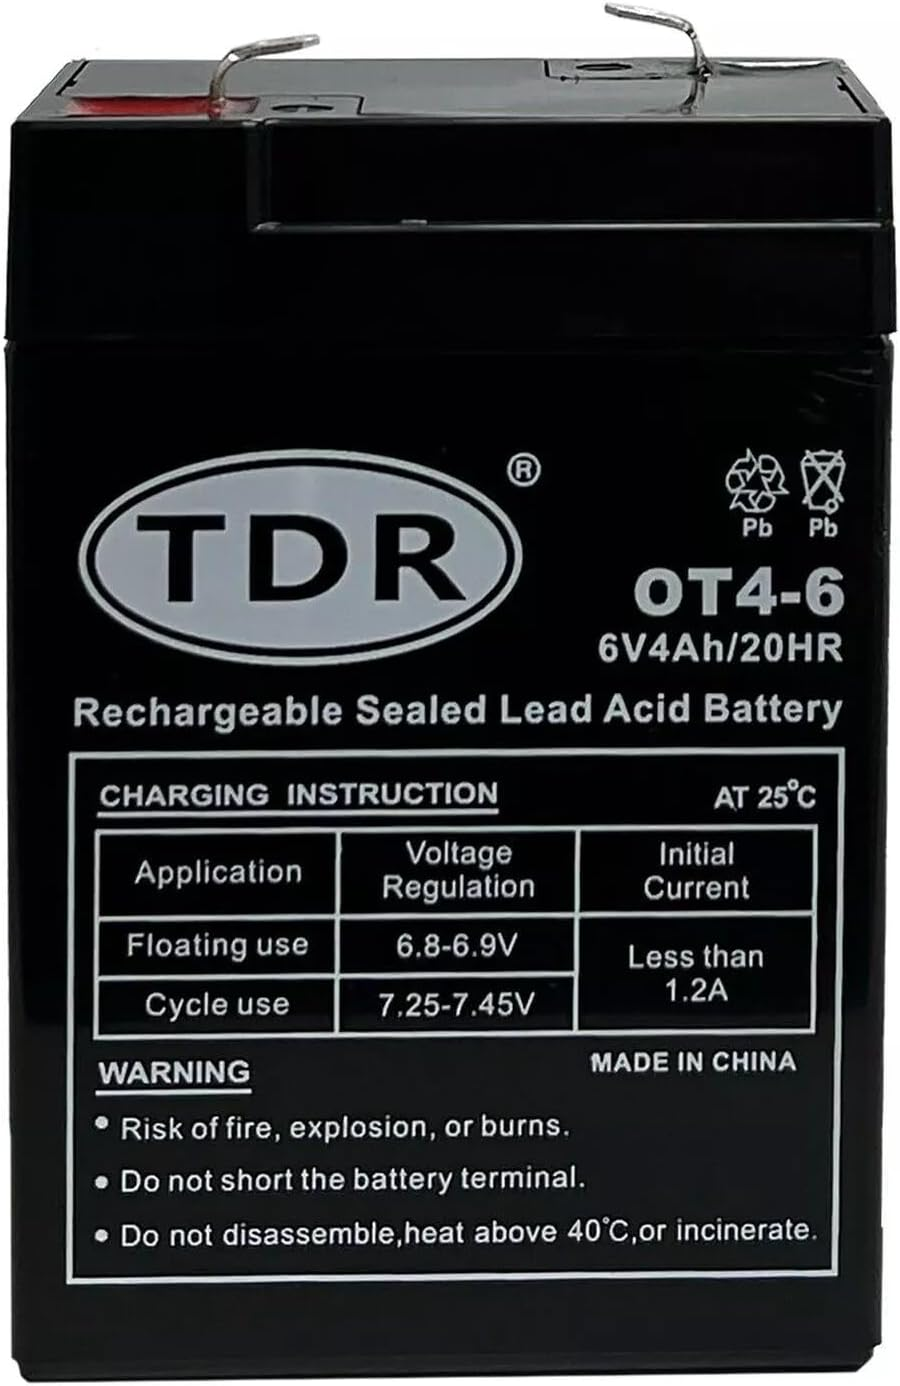 TDR®
Pb Pb
OT4-6
6V4Ah/20HR
Rechargeable Sealed Lead Acid Battery
CHARGING INSTRUCTION AT 25°C
Application Voltage Regulation Initial Current
Floating use 6.8-6.9V Less than 1.2A
Cycle use 7.25-7.45V
WARNING MADE IN CHINA
• Risk of fire, explosion, or burns.
• Do not short the battery terminal.
• Do not disassemble,heat above 40°C,or incinerate.